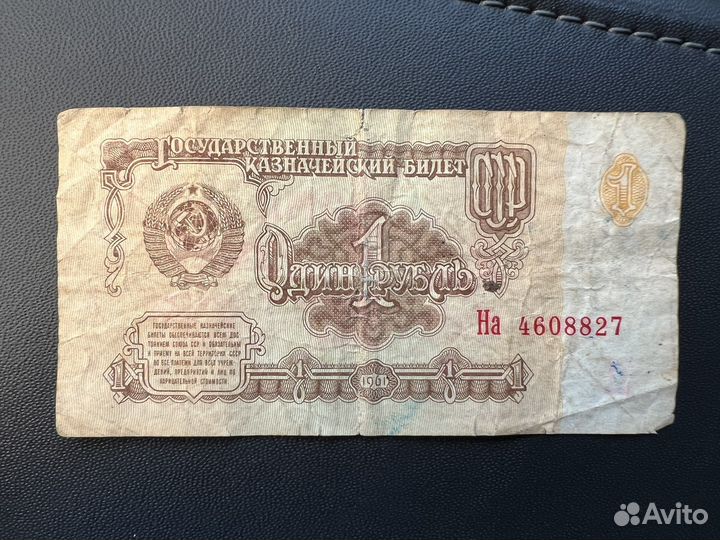 Государственный
казначейский билет
СССР
1
1
Один рубль
На 4608827
Государственные казначейские
билеты обеспечиваются всем дос-
тоянием Союза ССР и обязательны
к приему на всей территории СССР
во все платежи для всех учреж-
дений, предприятий и лиц по
нарицательной стоимости.
1 1 1961 1 1
Avito